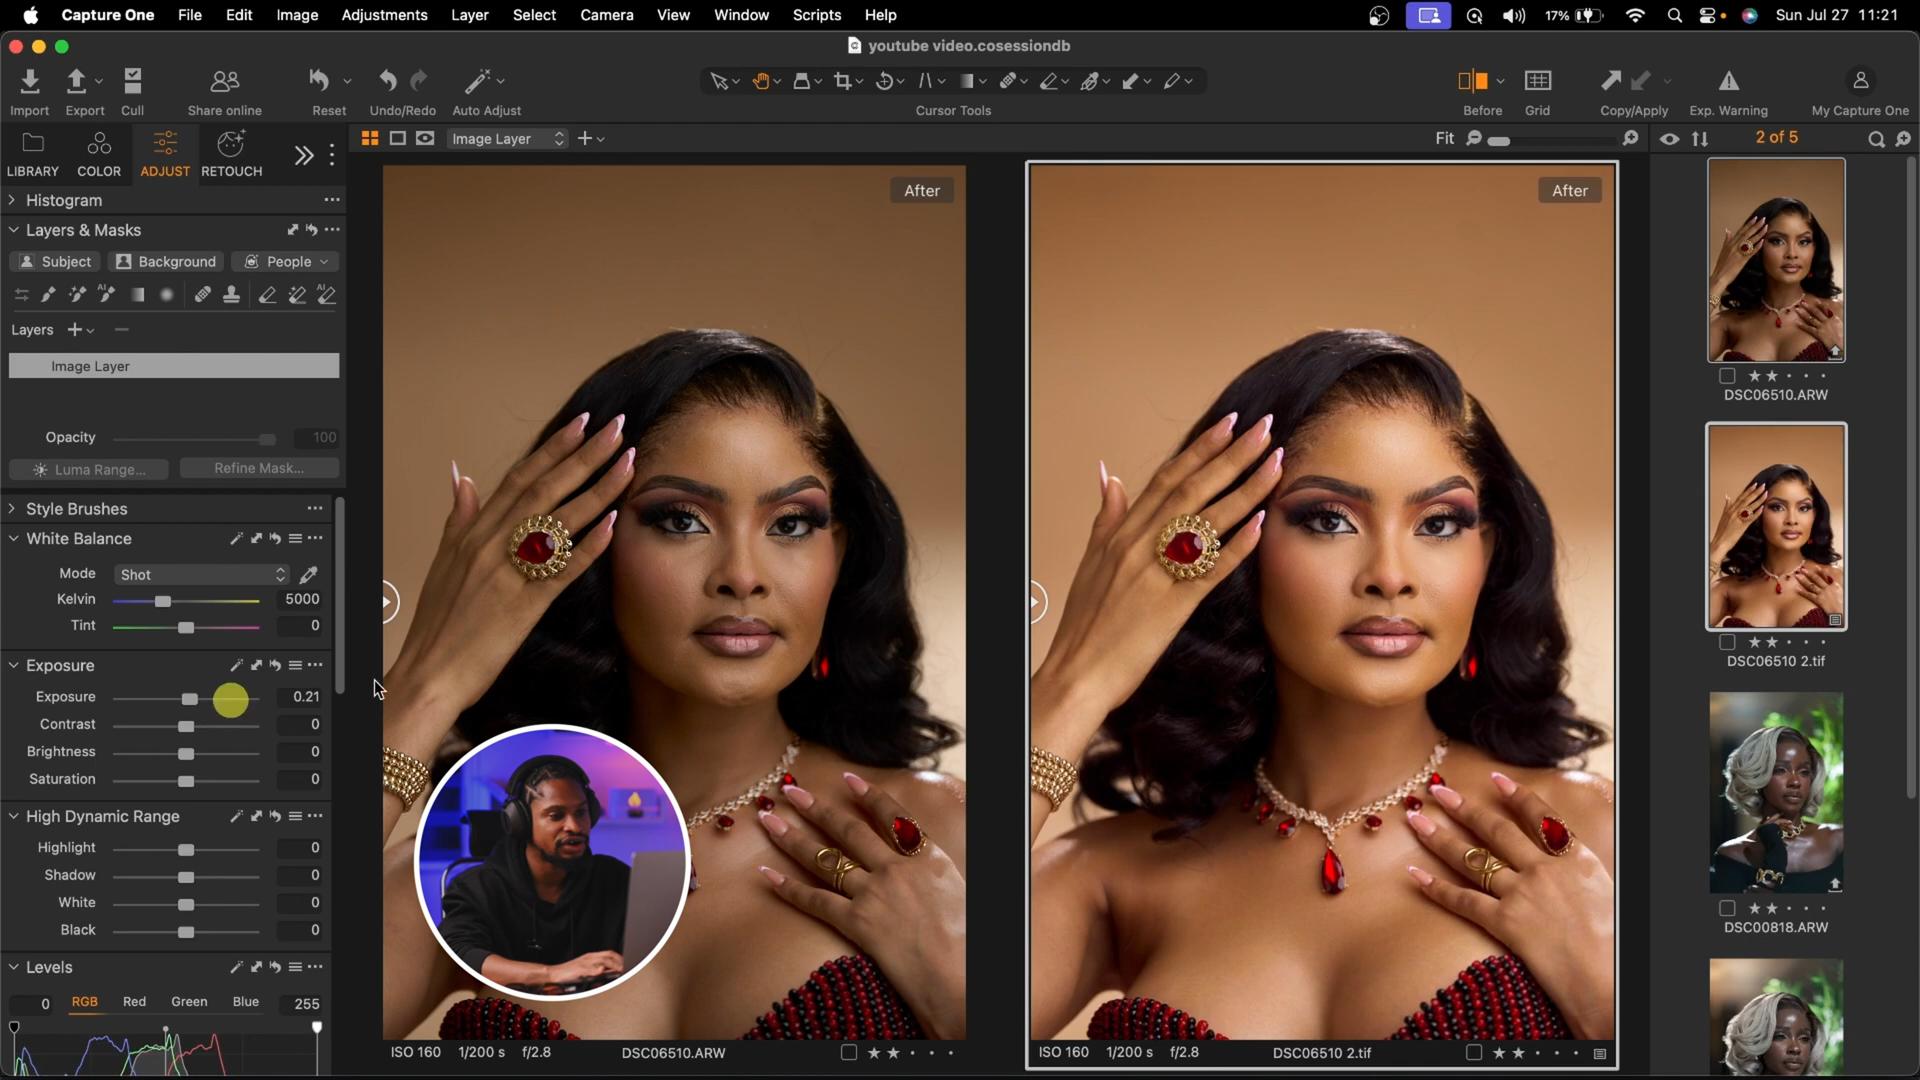 Capture One File Edit Image Adjustments Layer Select Camera View Window Scripts Help 17% Sun Jul 27 11:21
youtube video.cosessiondb
Import Export Cull Share online Reset Undo/Redo Auto Adjust Cursor Tools Before Grid Copy/Apply Exp. Warning My Capture One
LIBRARY COLOR ADJUST RETOUCH
Image Layer
Fit
2 of 5
Histogram
Layers & Masks
Subject Background People
AI AI
Layers
Image Layer
Opacity 100
Luma Range... Refine Mask...
Style Brushes
White Balance
Mode Shot
Kelvin 5000
Tint 0
Exposure
Exposure 0.21
Contrast 0
Brightness 0
Saturation 0
High Dynamic Range
Highlight 0
Shadow 0
White 0
Black 0
Levels
0 RGB Red Green Blue 255
After
After
ISO 160 1/200 s f/2.8 DSC06510.ARW
ISO 160 1/200 s f/2.8 DSC06510 2.tif
DSC06510.ARW
DSC06510 2.tif
DSC00818.ARW